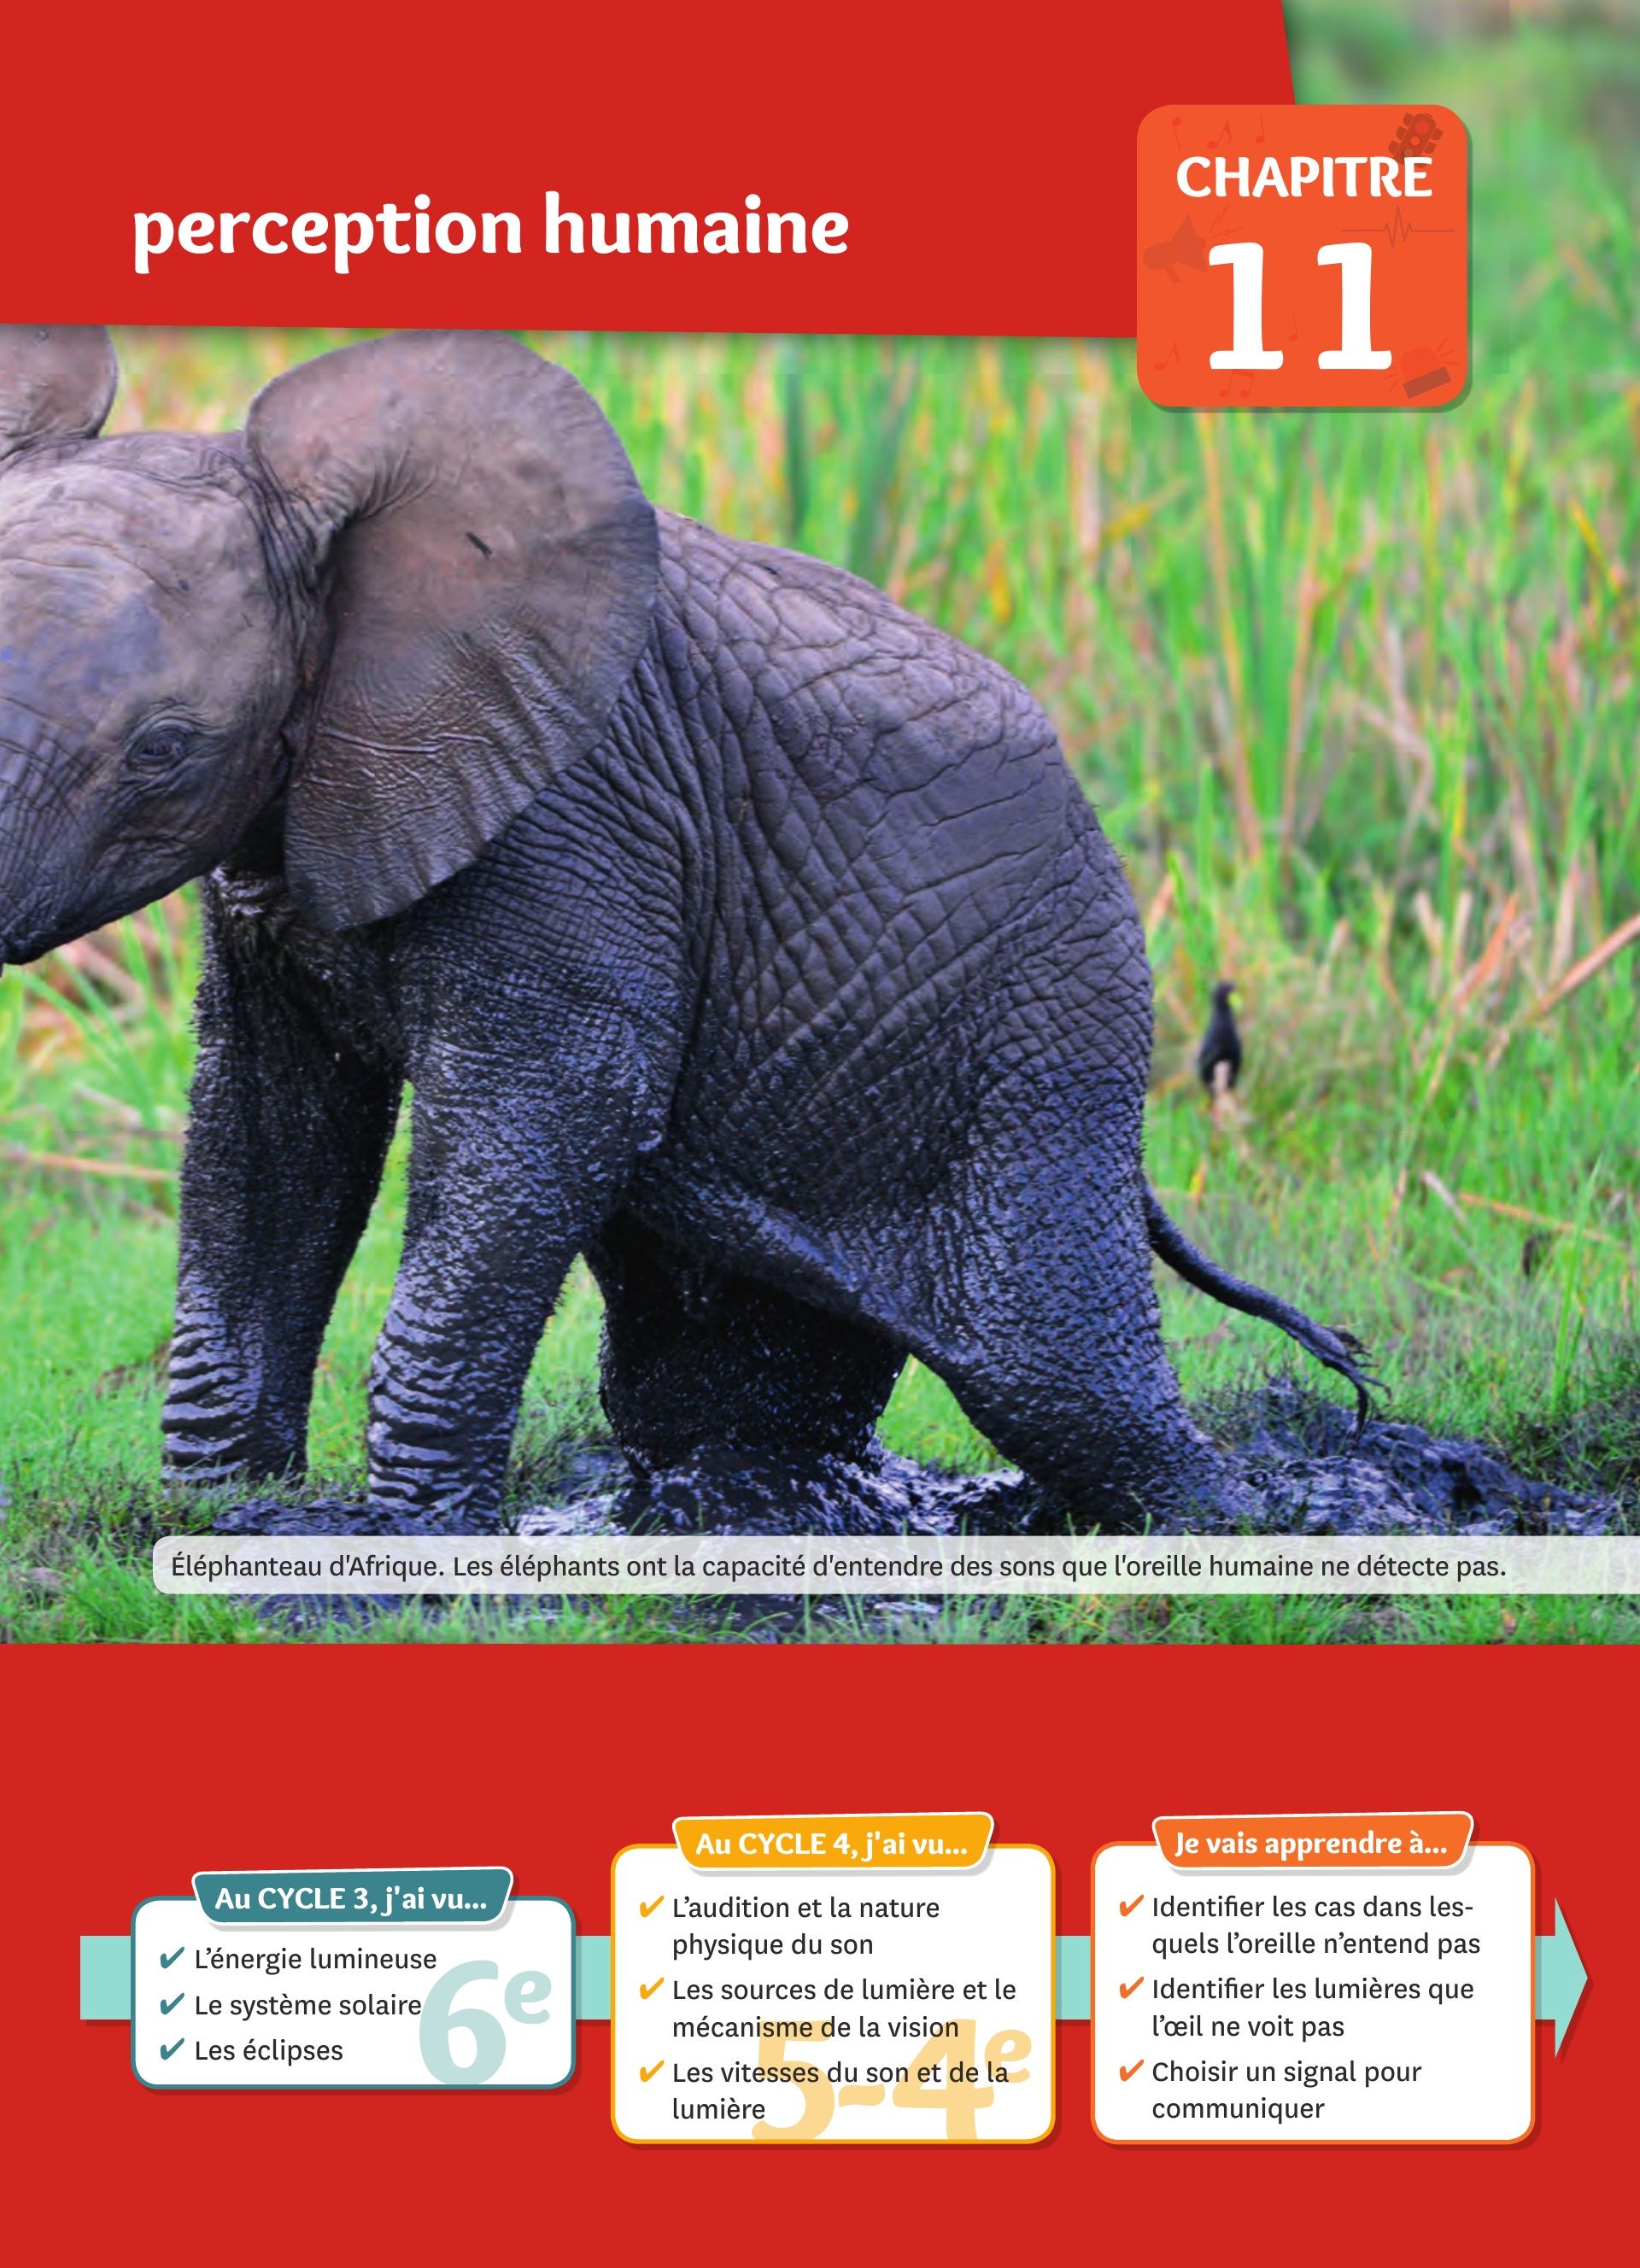 perception humaine
CHAPITRE
11
Éléphanteau d'Afrique. Les éléphants ont la capacité d'entendre des sons que l'oreille humaine ne détecte pas.
Au CYCLE 3, j'ai vu...
✔ L’énergie lumineuse
✔ Le système solaire
✔ Les éclipses
6e
Au CYCLE 4, j'ai vu...
✔ L’audition et la nature
physique du son
✔ Les sources de lumière et le
mécanisme de la vision
✔ Les vitesses du son et de la
lumière
5-4e
Je vais apprendre à...
✔ Identifier les cas dans les-
quels l’oreille n’entend pas
✔ Identifier les lumières que
l’œil ne voit pas
✔ Choisir un signal pour
communiquer